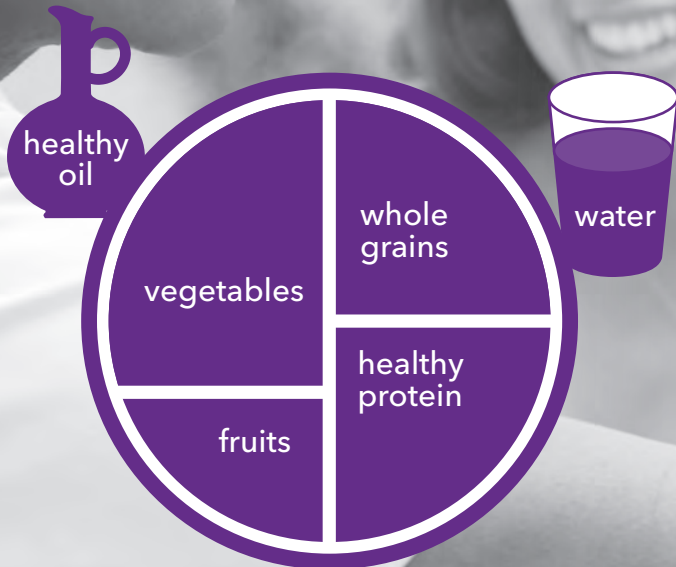 healthy
oil
water
whole
grains
vegetables
healthy
protein
fruits